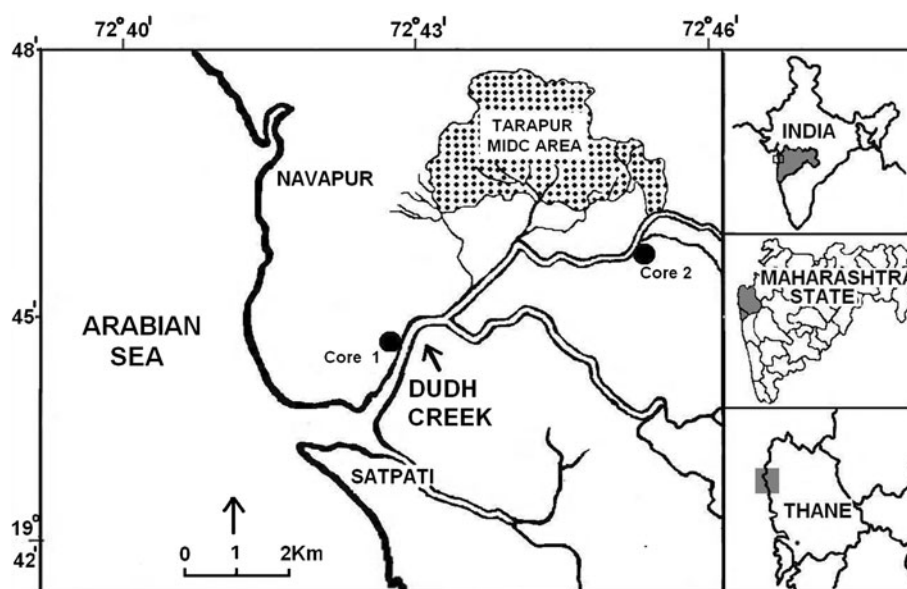 72°40
72°43
72°46
48'
TARAPUR
MIDC AREA
NAVAPUR
Core 2
45'
ARABIAN
SEA
Core 1
DUDH
CREEK
SATPATI
19°
42'
0 1 2Km
INDIA
MAHARASHTRA
STATE
THANE